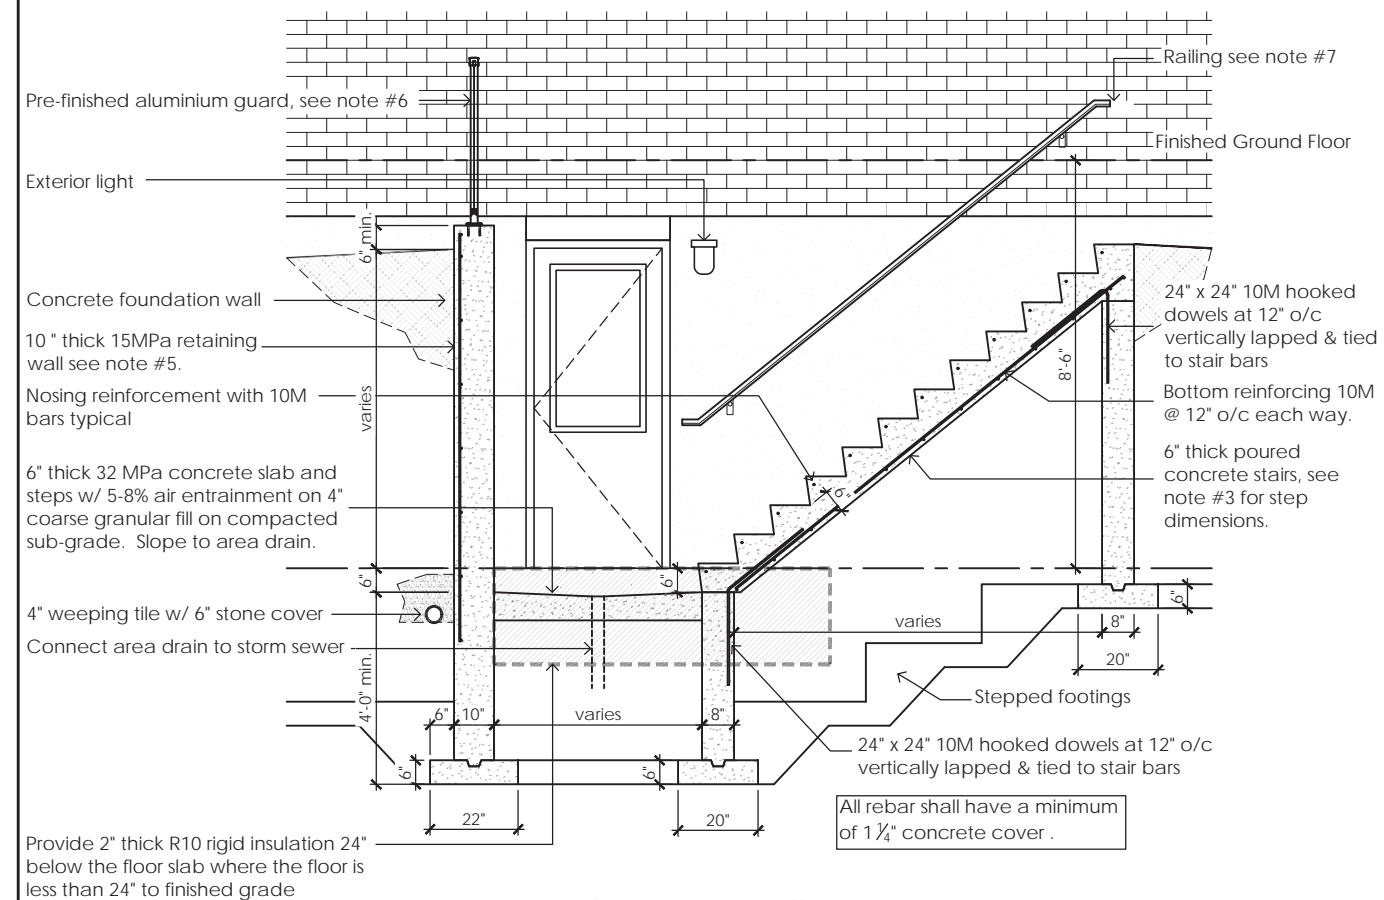 Railing see note #7
Pre-finished aluminium guard, see note #6
Finished Ground Floor
Exterior light
6" min.
Concrete foundation wall
10 " thick 15MPa retaining
wall see note #5.
Nosing reinforcement with 10M
bars typical
varies
6" thick 32 MPa concrete slab and
steps w/ 5-8% air entrainment on 4"
coarse granular fill on compacted
sub-grade.  Slope to area drain.
24" x 24" 10M hooked
dowels at 12" o/c
vertically lapped & tied
to stair bars
8'-6"
Bottom reinforcing 10M
@ 12" o/c each way.
6" thick poured
concrete stairs, see
note #3 for step
dimensions.
6"
6"
6"
6"
4" weeping tile w/ 6" stone cover
Connect area drain to storm sewer
varies
8"
20"
4'-0" min.
Stepped footings
6"
10"
varies
8"
24" x 24" 10M hooked dowels at 12" o/c
vertically lapped & tied to stair bars
6"
6"
22"
20"
All rebar shall have a minimum
of 1 1/4" concrete cover .
Provide 2" thick R10 rigid insulation 24"
below the floor slab where the floor is
less than 24" to finished grade